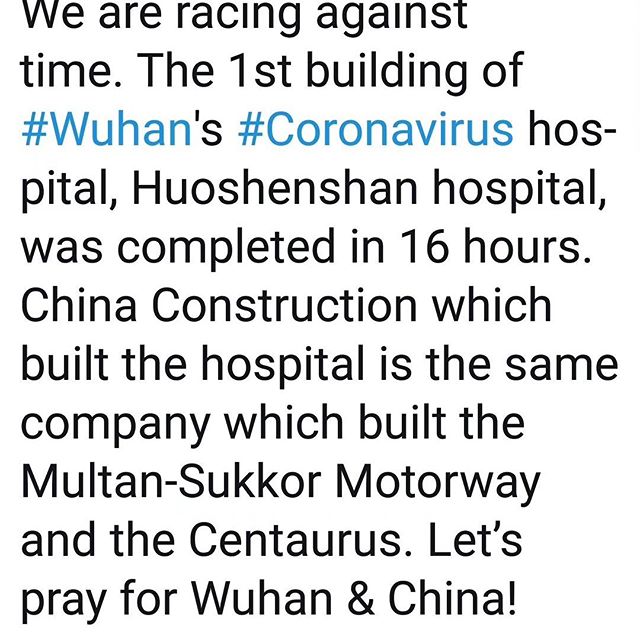 We are racing against
time. The 1st building of
#Wuhan's #Coronavirus hos-
pital, Huoshenshan hospital,
was completed in 16 hours.
China Construction which
built the hospital is the same
company which built the
Multan-Sukkor Motorway
and the Centaurus. Let’s
pray for Wuhan & China!